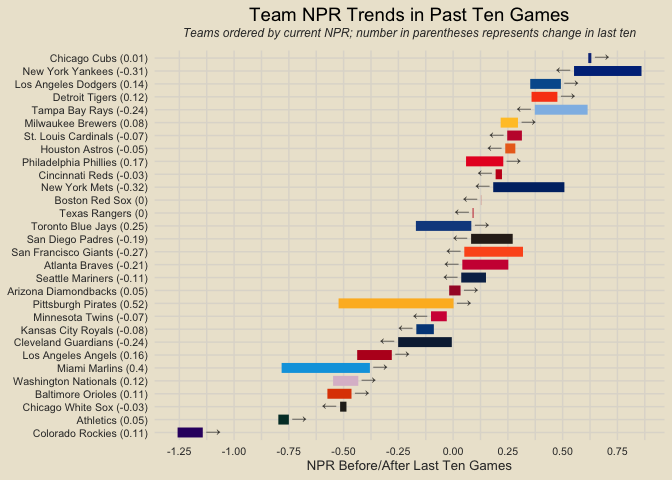 Team NPR Trends in Past Ten Games
Teams ordered by current NPR; number in parentheses represents change in last ten
Chicago Cubs (0.01)
New York Yankees (-0.31)
Los Angeles Dodgers (0.14)
Detroit Tigers (0.12)
Tampa Bay Rays (-0.24)
Milwaukee Brewers (0.08)
St. Louis Cardinals (-0.07)
Houston Astros (-0.05)
Philadelphia Phillies (0.17)
Cincinnati Reds (-0.03)
New York Mets (-0.32)
Boston Red Sox (0)
Texas Rangers (0)
Toronto Blue Jays (0.25)
San Diego Padres (-0.19)
San Francisco Giants (-0.27)
Atlanta Braves (-0.21)
Seattle Mariners (-0.11)
Arizona Diamondbacks (0.05)
Pittsburgh Pirates (0.52)
Minnesota Twins (-0.07)
Kansas City Royals (-0.08)
Cleveland Guardians (-0.24)
Los Angeles Angels (0.16)
Miami Marlins (0.4)
Washington Nationals (0.12)
Baltimore Orioles (0.11)
Chicago White Sox (-0.03)
Athletics (0.05)
Colorado Rockies (0.11)
-1.25 -1.00 -0.75 -0.50 -0.25 0.00 0.25 0.50 0.75
NPR Before/After Last Ten Games